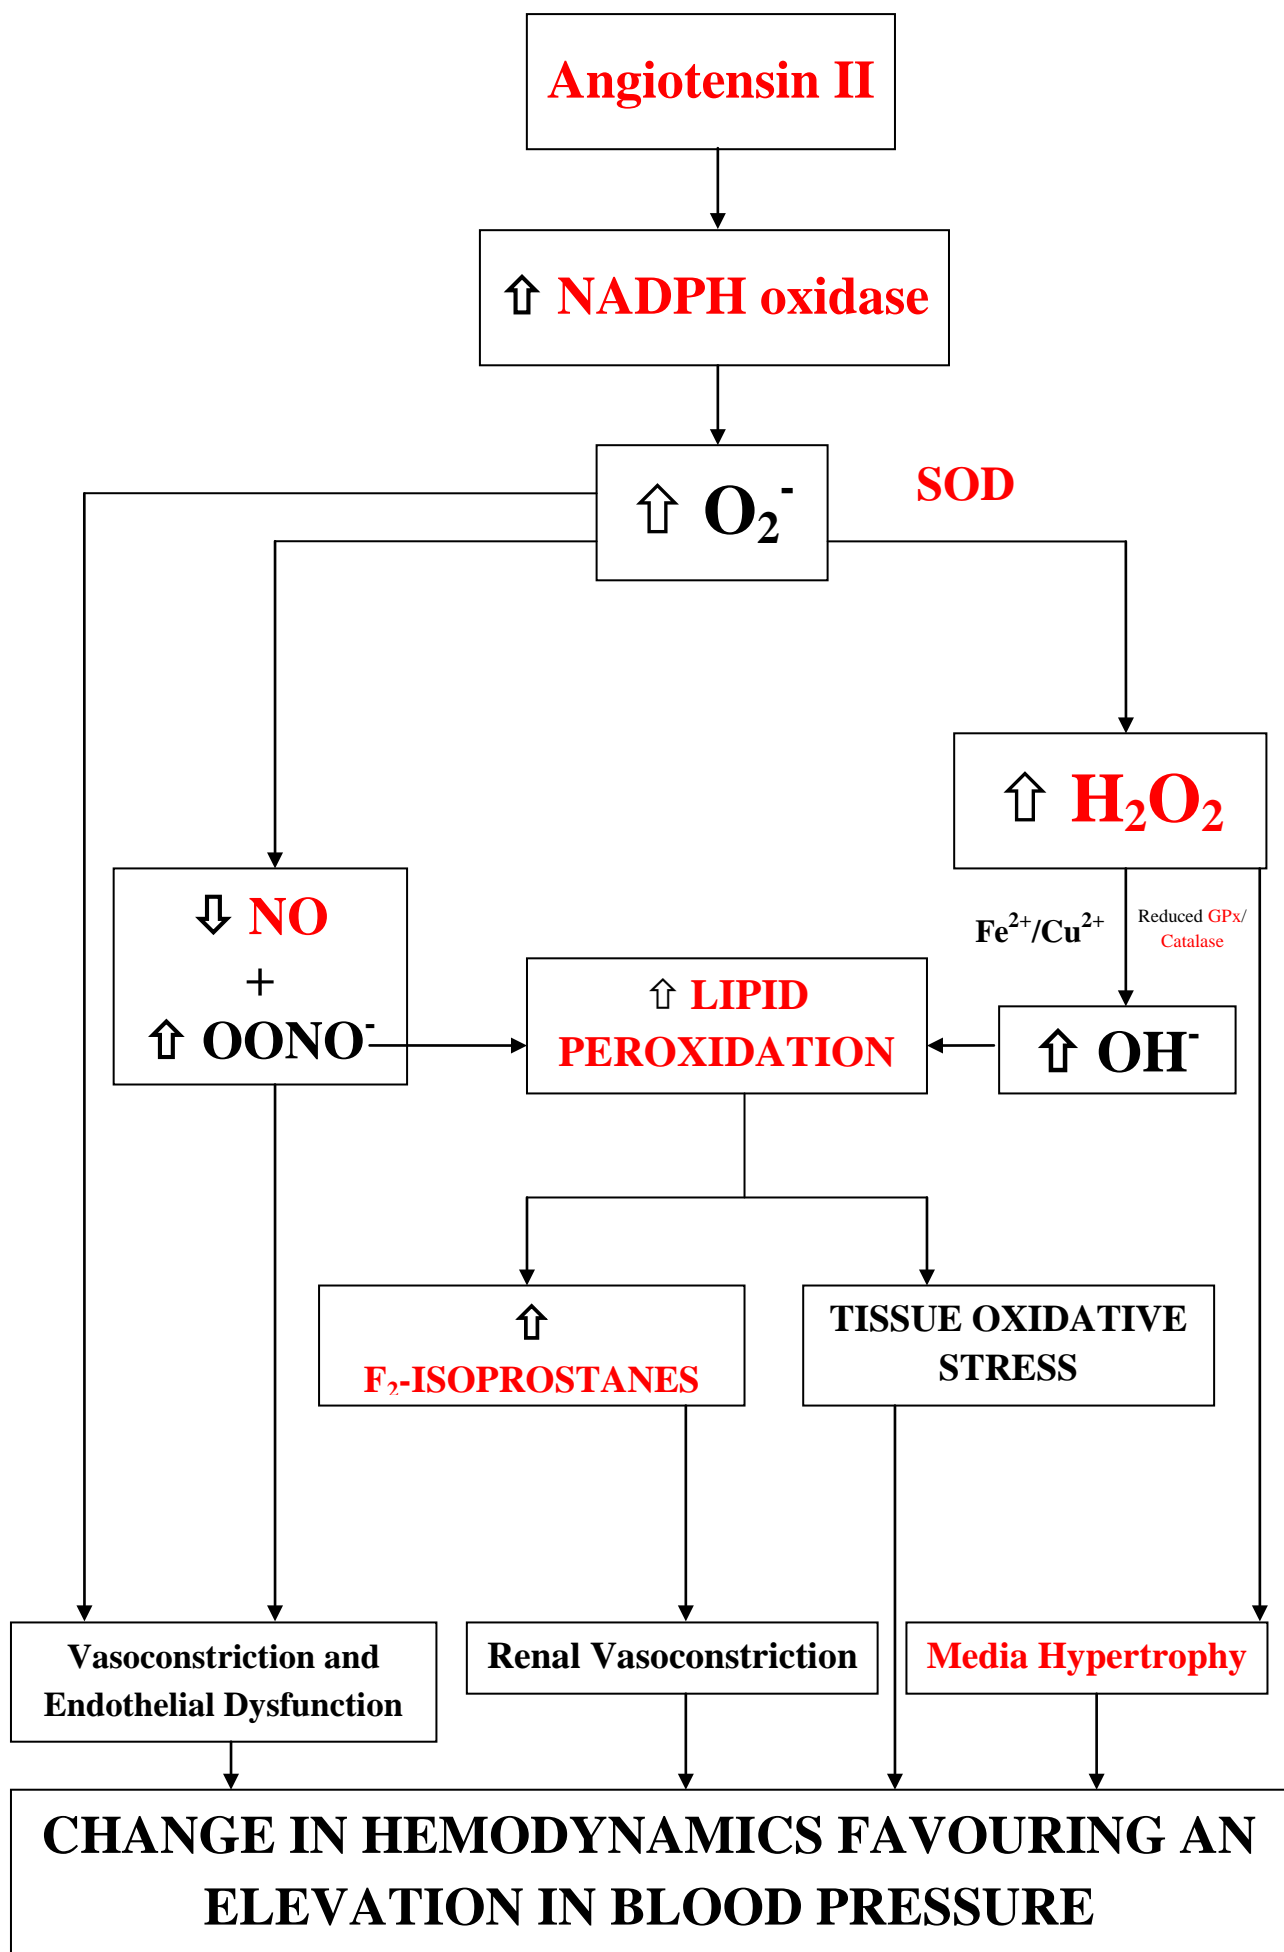 Angiotensin II
⇧ NADPH oxidase
⇧ O₂⁻
SOD
⇧ H₂O₂
⇩ NO
+
⇧ OONO⁻
Fe²⁺/Cu²⁺
Reduced GPx/
Catalase
⇧ LIPID
PEROXIDATION
⇧ OH⁻
⇧
F₂-ISOPROSTANES
TISSUE OXIDATIVE
STRESS
Vasoconstriction and
Endothelial Dysfunction
Renal Vasoconstriction
Media Hypertrophy
CHANGE IN HEMODYNAMICS FAVOURING AN
ELEVATION IN BLOOD PRESSURE